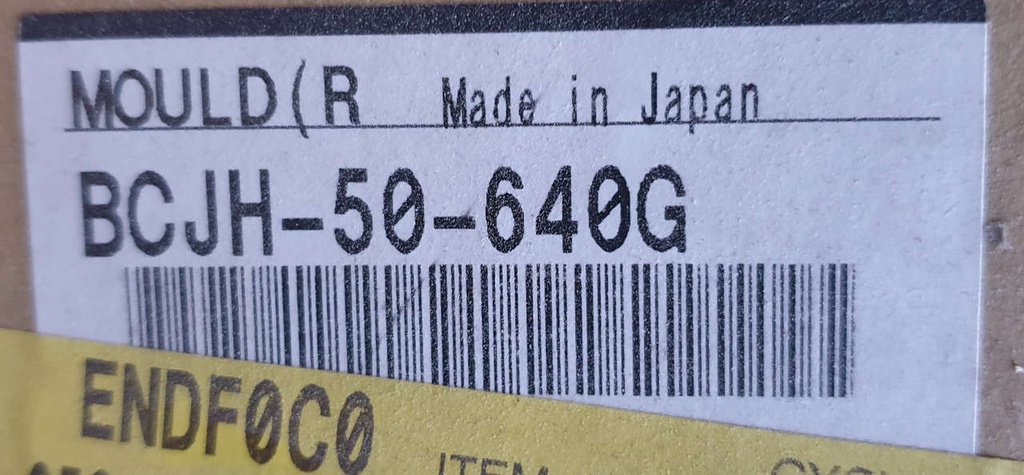 MOULD(R Made in Japan
BCJH-50-640G
ENDF0C0
ITEM